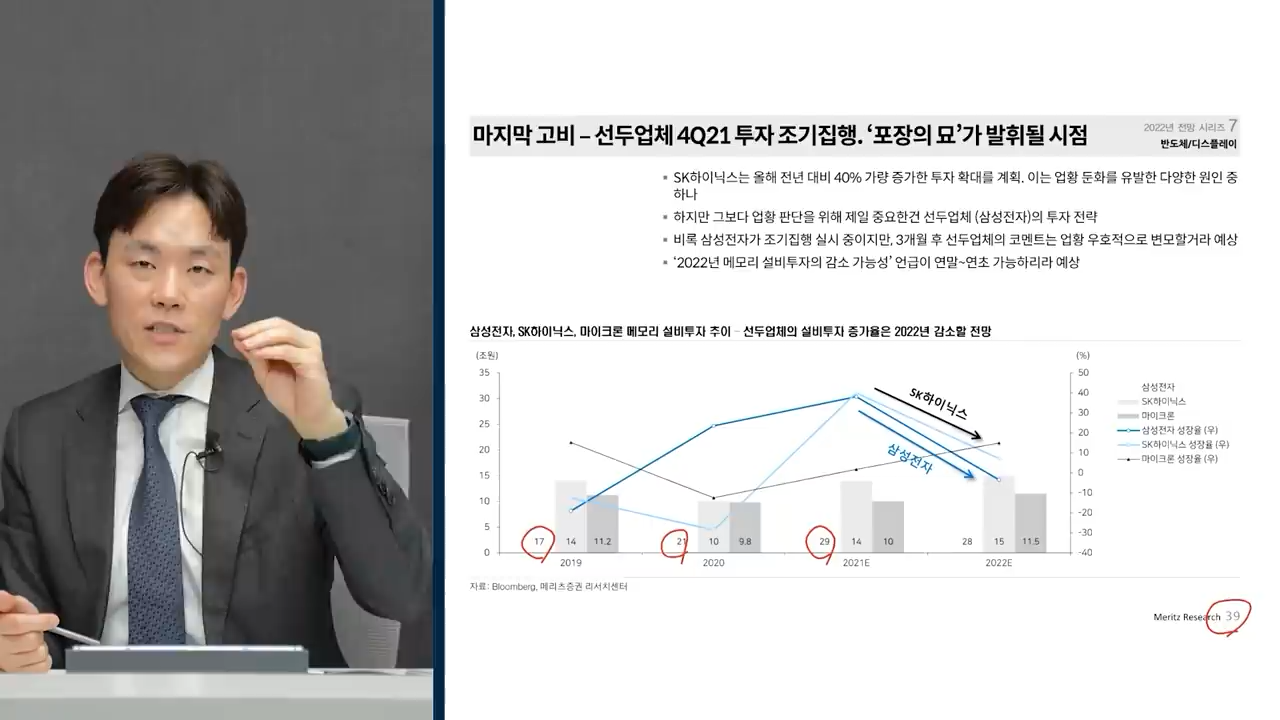 마지막 고비 – 선두업체 4Q21 투자 조기집행. ‘포장의 묘’가 발휘될 시점
2022년 전망 시리즈 7
반도체/디스플레이
▪ SK하이닉스는 올해 전년 대비 40% 가량 증가한 투자 확대를 계획. 이는 업황 둔화를 유발한 다양한 원인 중
하나
▪ 하지만 그보다 업황 판단을 위해 제일 중요한건 선두업체 (삼성전자)의 투자 전략
▪ 비록 삼성전자가 조기집행 실시 중이지만, 3개월 후 선두업체의 코멘트는 업황 우호적으로 변모할거라 예상
▪ ‘2022년 메모리 설비투자의 감소 가능성’ 언급이 연말~연초 가능하리라 예상
삼성전자, SK하이닉스, 마이크론 메모리 설비투자 추이 – 선두업체의 설비투자 증가율은 2022년 감소할 전망
(조원)
35
30
25
20
15
10
5
0
(%)
50
40
30
20
10
0
-10
-20
-30
-40
SK하이닉스
삼성전자
17 14 11.2
21 10 9.8
29 14 10
28 15 11.5
2019 2020 2021E 2022E
삼성전자
SK하이닉스
마이크론
삼성전자 성장율 (우)
SK하이닉스 성장율 (우)
마이크론 성장율 (우)
자료: Bloomberg, 메리츠증권 리서치센터
Meritz Research 39